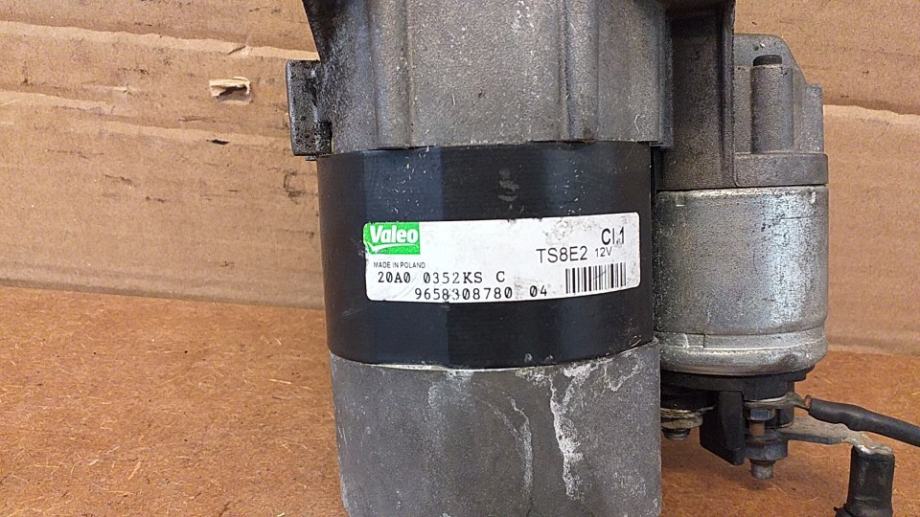 Valeo
CI.1
TS8E2 12V
MADE IN POLAND
20A0 0352KS C
9658308780 04